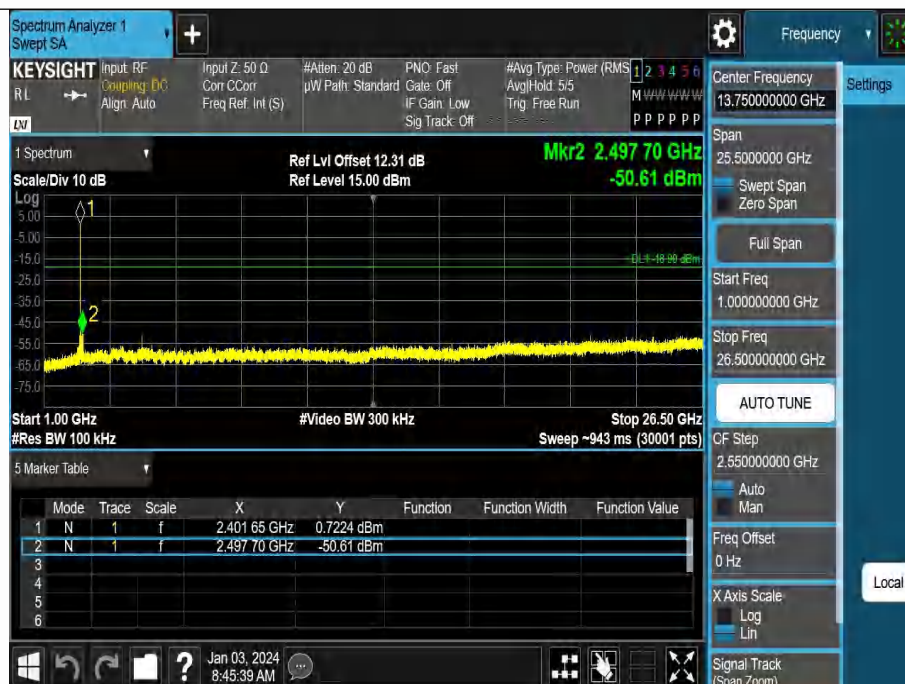 Spectrum Analyzer 1
Swept SA
+
Frequency
KEYSIGHT
RL
LXI
Input: RF
Coupling: DC
Align: Auto
Input Z: 50 Ω
Corr CCorr
Freq Ref: Int (S)
#Atten: 20 dB
µW Path: Standard
PNO: Fast
Gate: Off
IF Gain: Low
Sig Track: Off
#Avg Type: Power (RMS
Avg|Hold: 5/5
Trig: Free Run
1 2 3 4 5 6
M W W W W W
P P P P P P
1 Spectrum
Scale/Div 10 dB
Ref Lvl Offset 12.31 dB
Ref Level 15.00 dBm
Mkr2 2.497 70 GHz
-50.61 dBm
Log
5.00
-5.00
-15.0
-25.0
-35.0
-45.0
-55.0
-65.0
-75.0
1
2
DL1 -18.99 dBm
Start 1.00 GHz
#Video BW 300 kHz
Stop 26.50 GHz
#Res BW 100 kHz
Sweep ~943 ms (30001 pts)
5 Marker Table
Mode Trace Scale X Y Function Function Width Function Value
1 N 1 f 2.401 65 GHz 0.7224 dBm
2 N 1 f 2.497 70 GHz -50.61 dBm
3
4
5
6
?
Jan 03, 2024
8:45:39 AM
Center Frequency
13.750000000 GHz
Settings
Span
25.5000000 GHz
Swept Span
Zero Span
Full Span
Start Freq
1.000000000 GHz
Stop Freq
26.500000000 GHz
AUTO TUNE
CF Step
2.550000000 GHz
Auto
Man
Freq Offset
0 Hz
Local
X Axis Scale
Log
Lin
Signal Track
(Span Zoom)